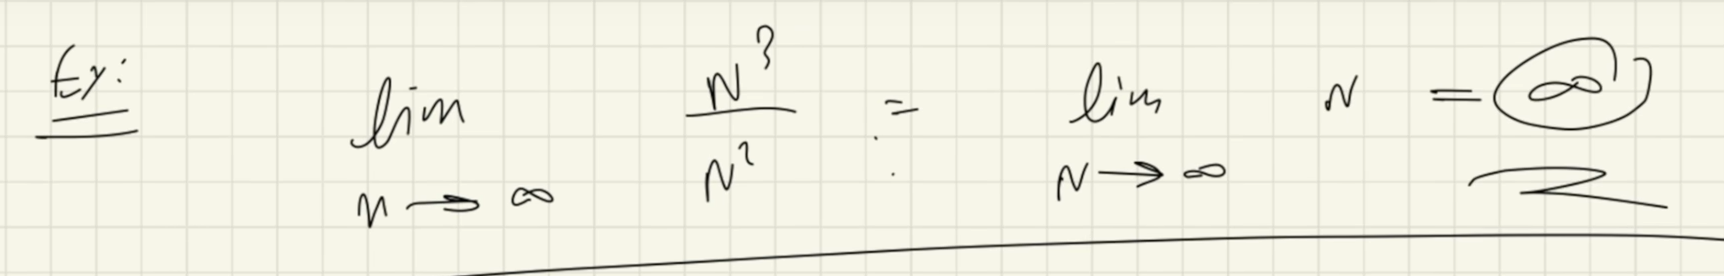 Ex: lim n→∞ N³/N² = lim N→∞ N = ∞